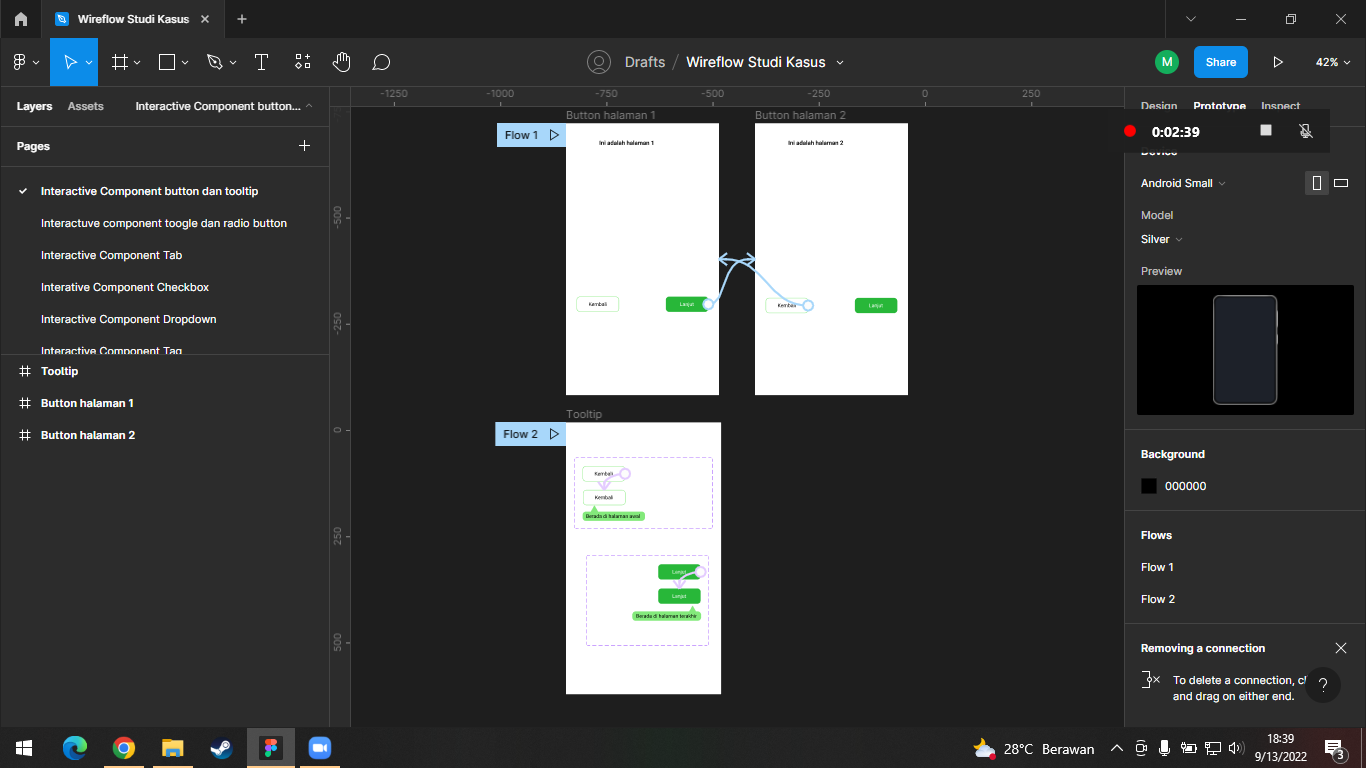 Wireflow Studi Kasus
Drafts / Wireflow Studi Kasus
M
Share
42%
Layers
Assets
Interactive Component button...
Pages
Interactive Component button dan tooltip
Interactuve component toogle dan radio button
Interactive Component Tab
Interative Component Checkbox
Interactive Component Dropdown
Interactive Component Tag
Tooltip
Button halaman 1
Button halaman 2
-1250
-1000
-750
-500
-250
0
250
-500
-250
0
250
500
Button halaman 1
Flow 1
Ini adalah halaman 1
Kembali
Lanjut
Button halaman 2
Ini adalah halaman 2
Kembali
Lanjut
Tooltip
Flow 2
Kembali
Kembali
Berada di halaman awal
Lanjut
Lanjut
Berada di halaman terakhir
Design
Prototype
Inspect
0:02:39
Device
Android Small
Model
Silver
Preview
Background
000000
Flows
Flow 1
Flow 2
Removing a connection
To delete a connection, cl
and drag on either end.
?
28°C Berawan
18:39
9/13/2022
3